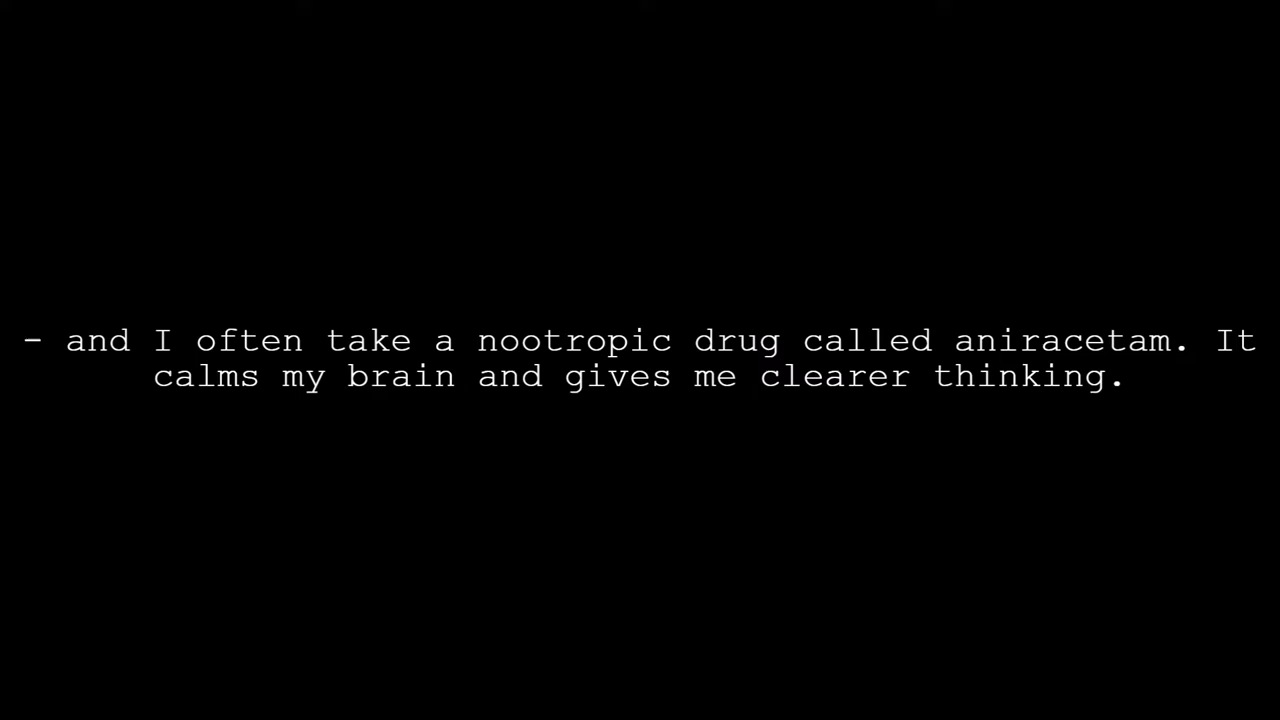 - and I often take a nootropic drug called aniracetam. It
calms my brain and gives me clearer thinking.